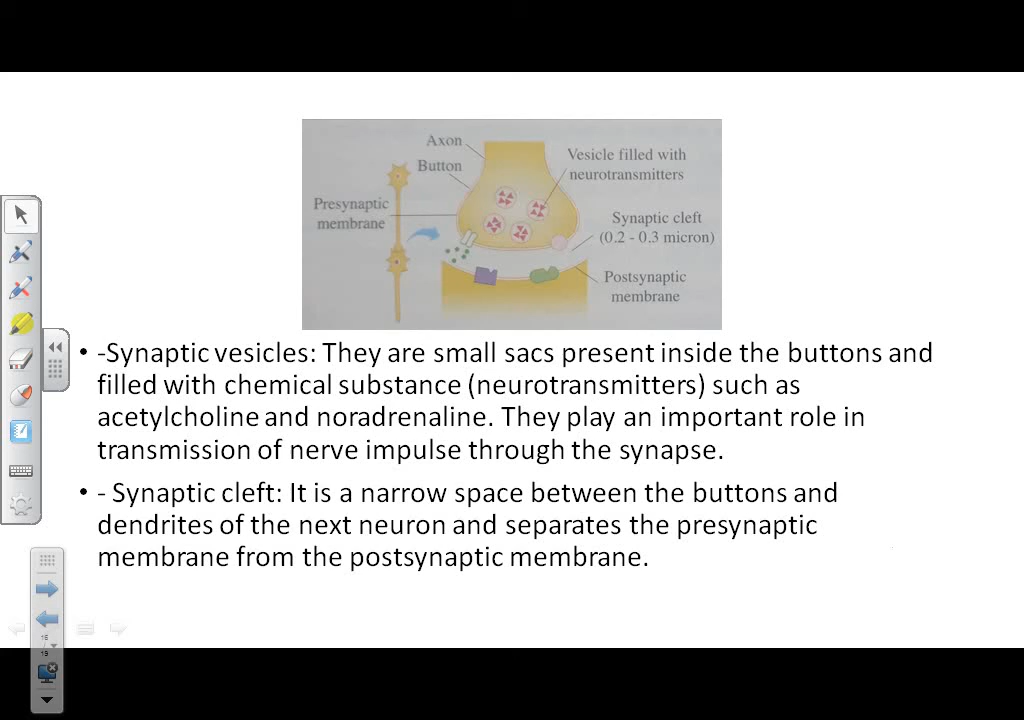 Axon
Button
Presynaptic
membrane
Vesicle filled with
neurotransmitters
Synaptic cleft
(0.2 - 0.3 micron)
Postsynaptic
membrane
• -Synaptic vesicles: They are small sacs present inside the buttons and
filled with chemical substance (neurotransmitters) such as
acetylcholine and noradrenaline. They play an important role in
transmission of nerve impulse through the synapse.
• - Synaptic cleft: It is a narrow space between the buttons and
dendrites of the next neuron and separates the presynaptic
membrane from the postsynaptic membrane.
16
/
19